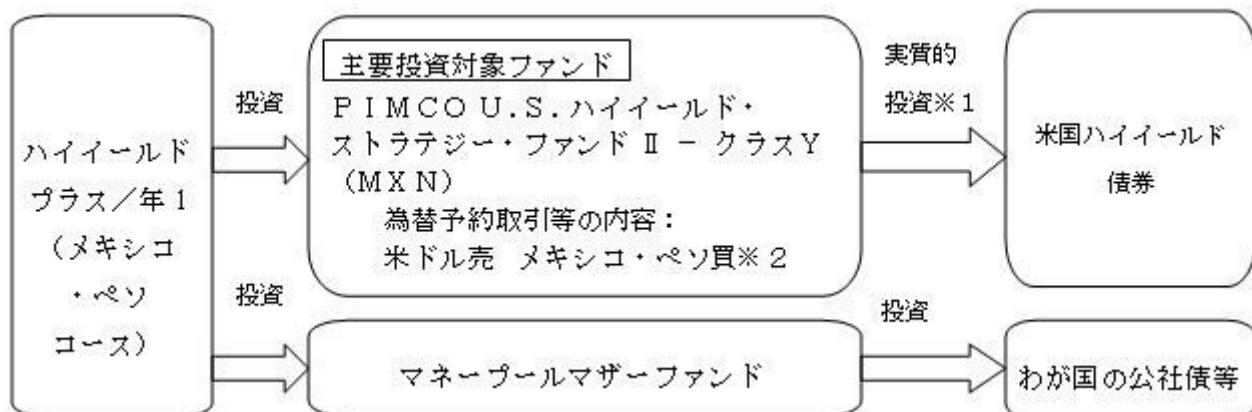 ハイイールド
プラス／年１
（メキシコ
・ペソ
コース）
投資
投資
主要投資対象ファンド
ＰＩＭＣＯ Ｕ.Ｓ.ハイイールド・
ストラテジー・ファンド Ⅱ － クラスＹ
（ＭＸＮ）
為替予約取引等の内容：
米ドル売 メキシコ・ペソ買※２
マネープールマザーファンド
実質的
投資※１
投資
米国ハイイールド
債券
わが国の公社債等